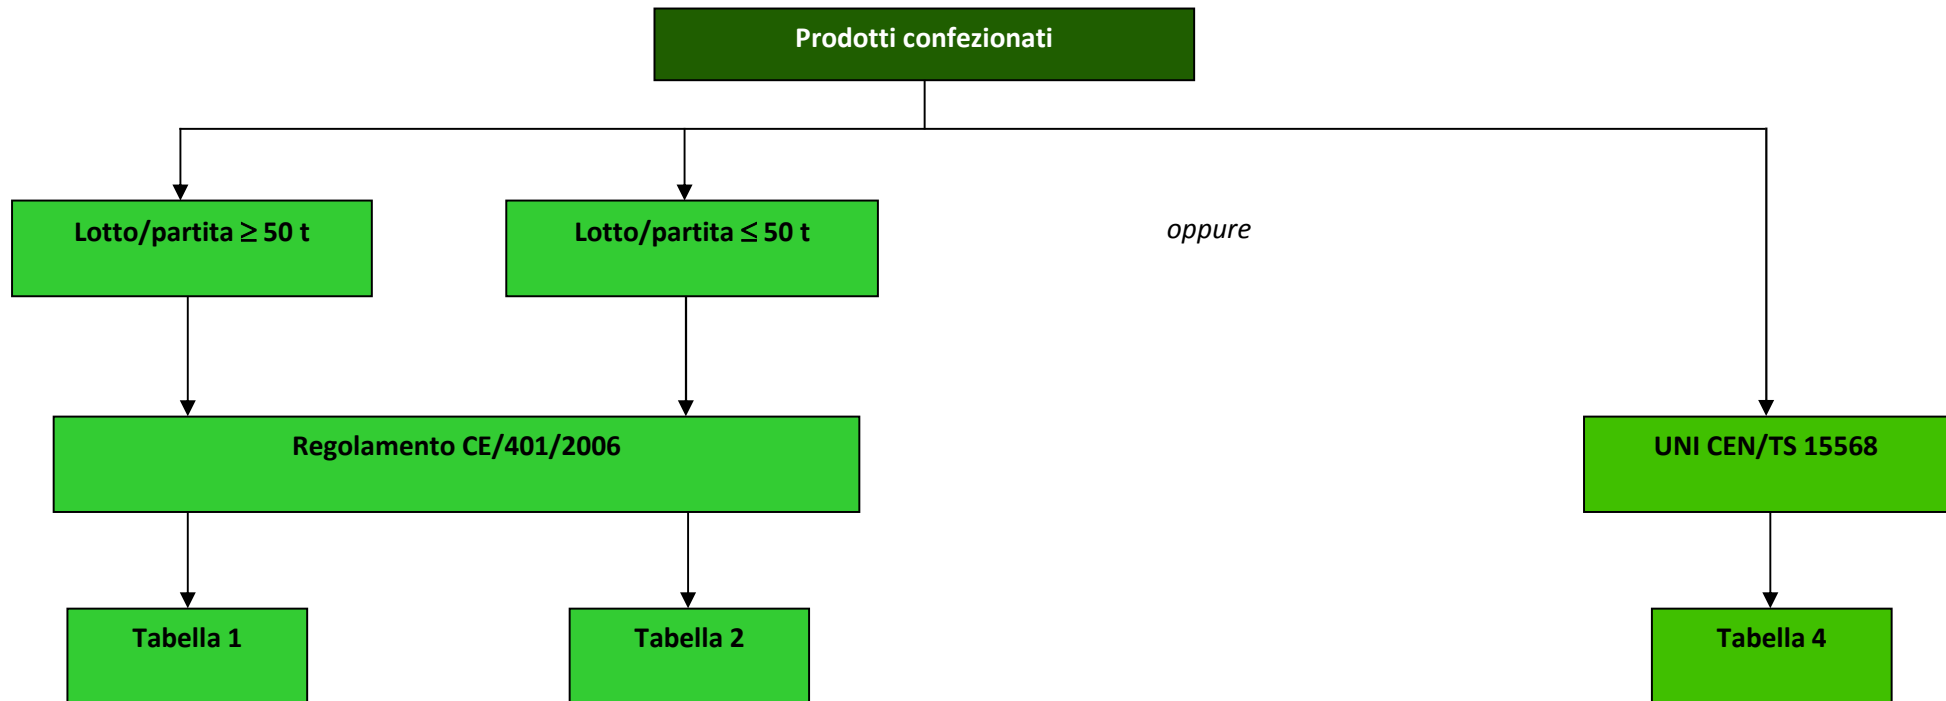 Prodotti confezionati
Lotto/partita ≥ 50 t
Lotto/partita ≤ 50 t
oppure
Regolamento CE/401/2006
UNI CEN/TS 15568
Tabella 1
Tabella 2
Tabella 4